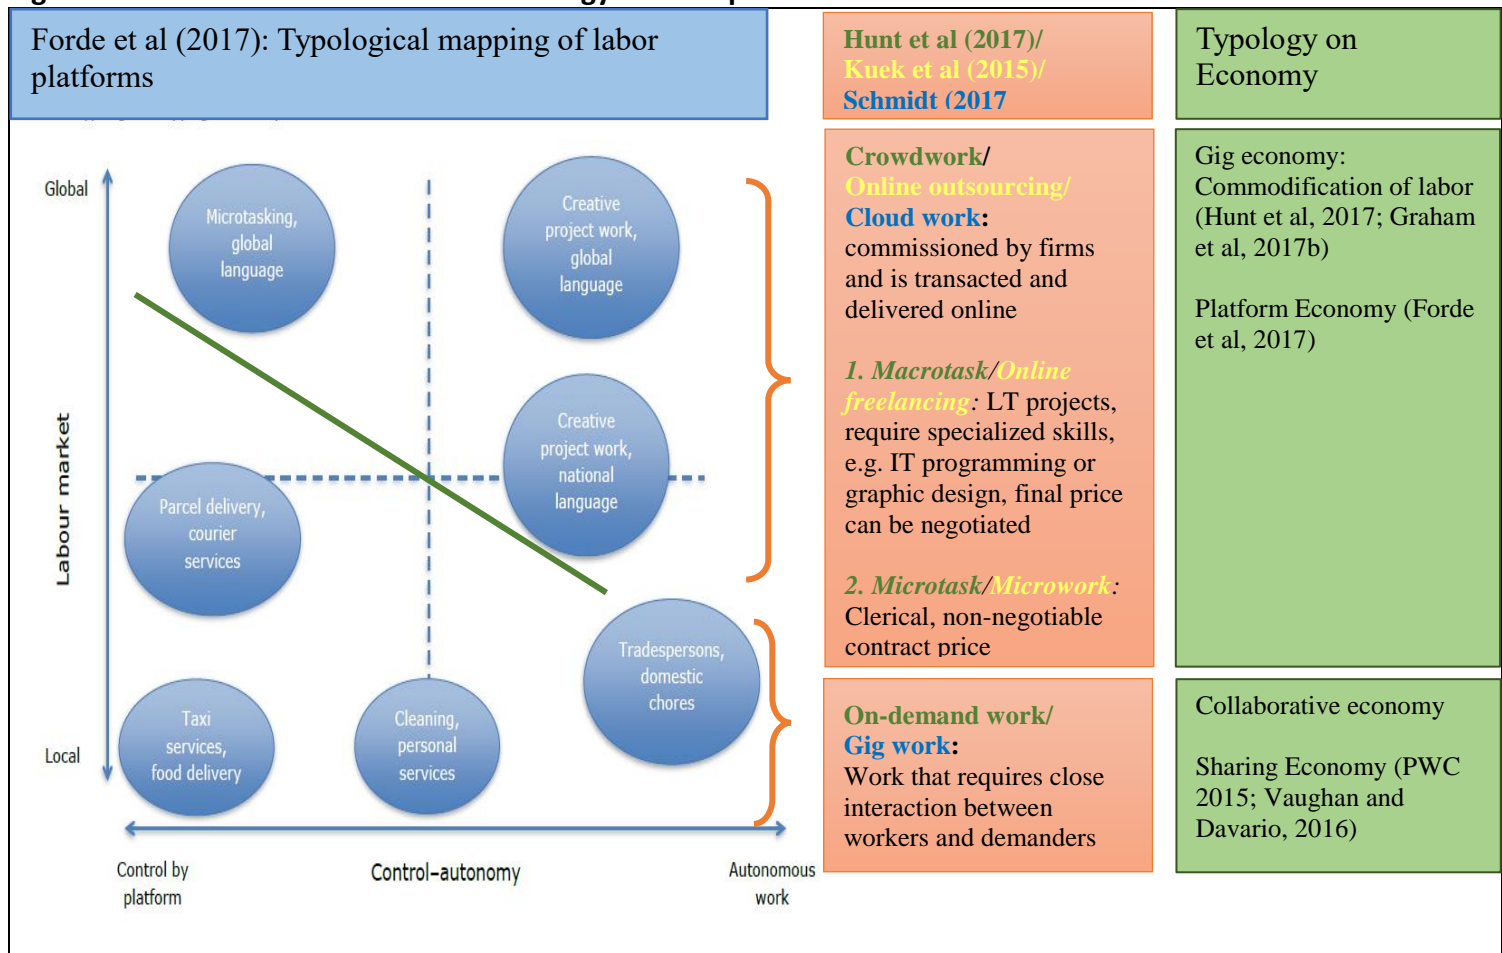 Forde et al (2017): Typological mapping of labor
platforms
Hunt et al (2017)/
Kuek et al (2015)/
Schmidt (2017
Typology on
Economy
Global
Labour market
Local
Microtasking,
global
language
Creative
project work,
global
language
Creative
project work,
national
language
Parcel delivery,
courier
services
Tradespersons,
domestic
chores
Taxi
services,
food delivery
Cleaning,
personal
services
Control by
platform
Control–autonomy
Autonomous
work
Crowdwork/
Online outsourcing/
Cloud work:
commissioned by firms
and is transacted and
delivered online
1. Macrotask/Online
freelancing: LT projects,
require specialized skills,
e.g. IT programming or
graphic design, final price
can be negotiated
2. Microtask/Microwork:
Clerical, non-negotiable
contract price
On-demand work/
Gig work:
Work that requires close
interaction between
workers and demanders
Gig economy:
Commodification of labor
(Hunt et al, 2017; Graham
et al, 2017b)
Platform Economy (Forde
et al, 2017)
Collaborative economy
Sharing Economy (PWC
2015; Vaughan and
Davario, 2016)